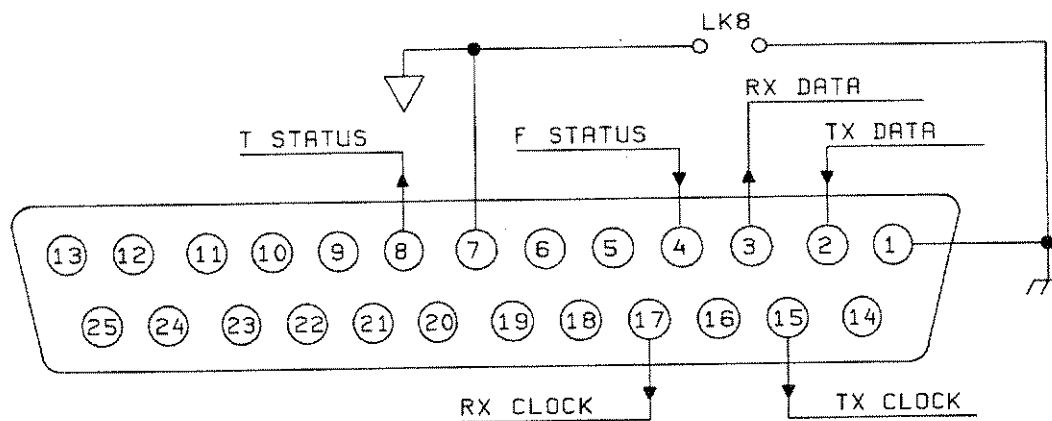 LK8
RX DATA
T STATUS
F STATUS
TX DATA
13 12 11 10 9 8 7 6 5 4 3 2 1
25 24 23 22 21 20 19 18 17 16 15 14
RX CLOCK
TX CLOCK